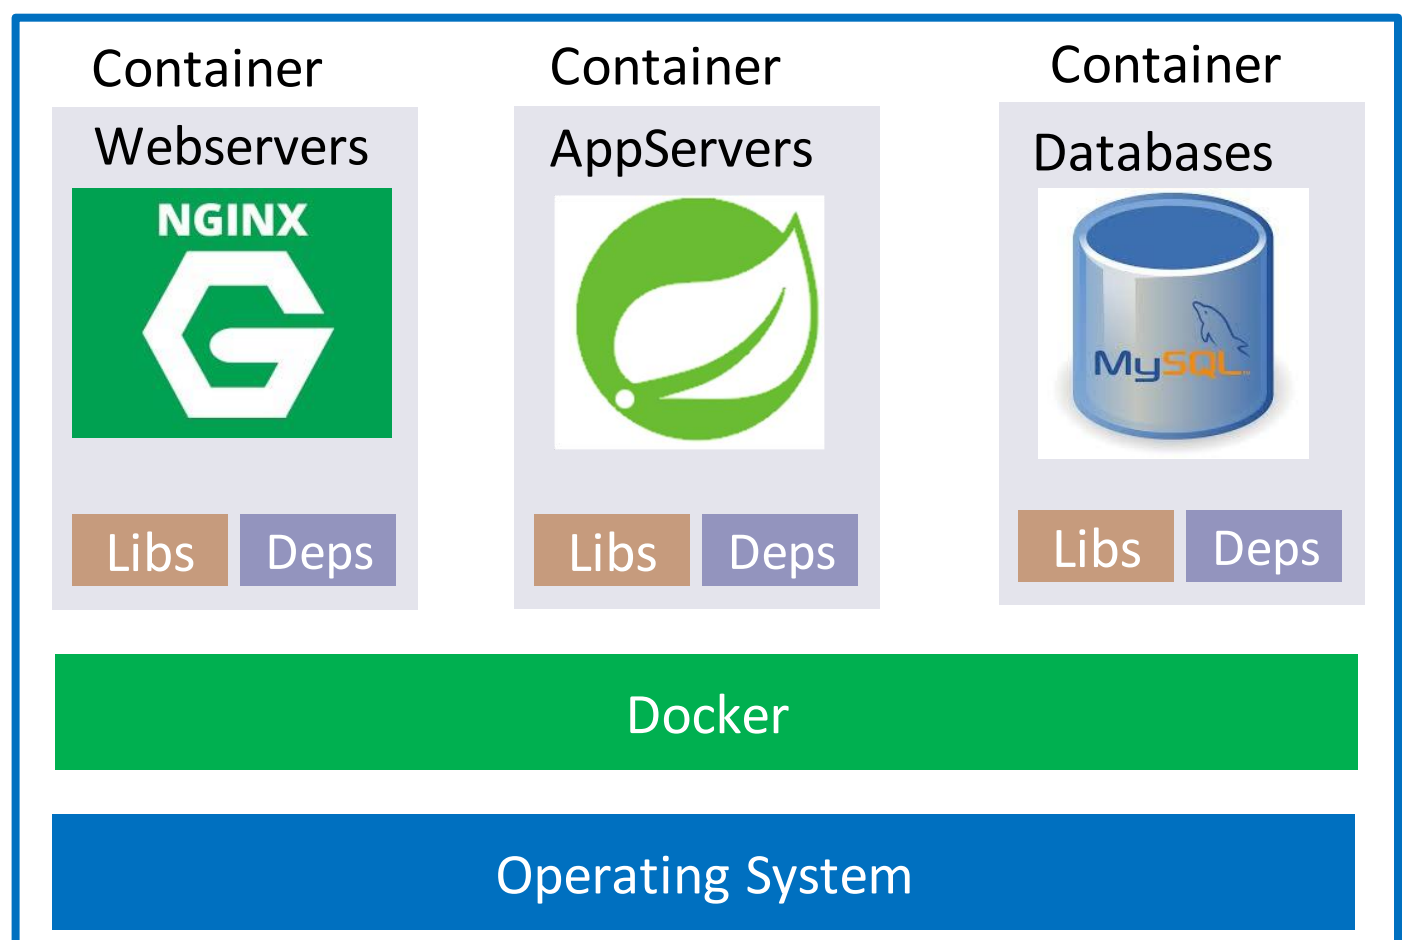 Container
Container
Container
Webservers
AppServers
Databases
NGINX
MySQL
Libs
Deps
Libs
Deps
Libs
Deps
Docker
Operating System